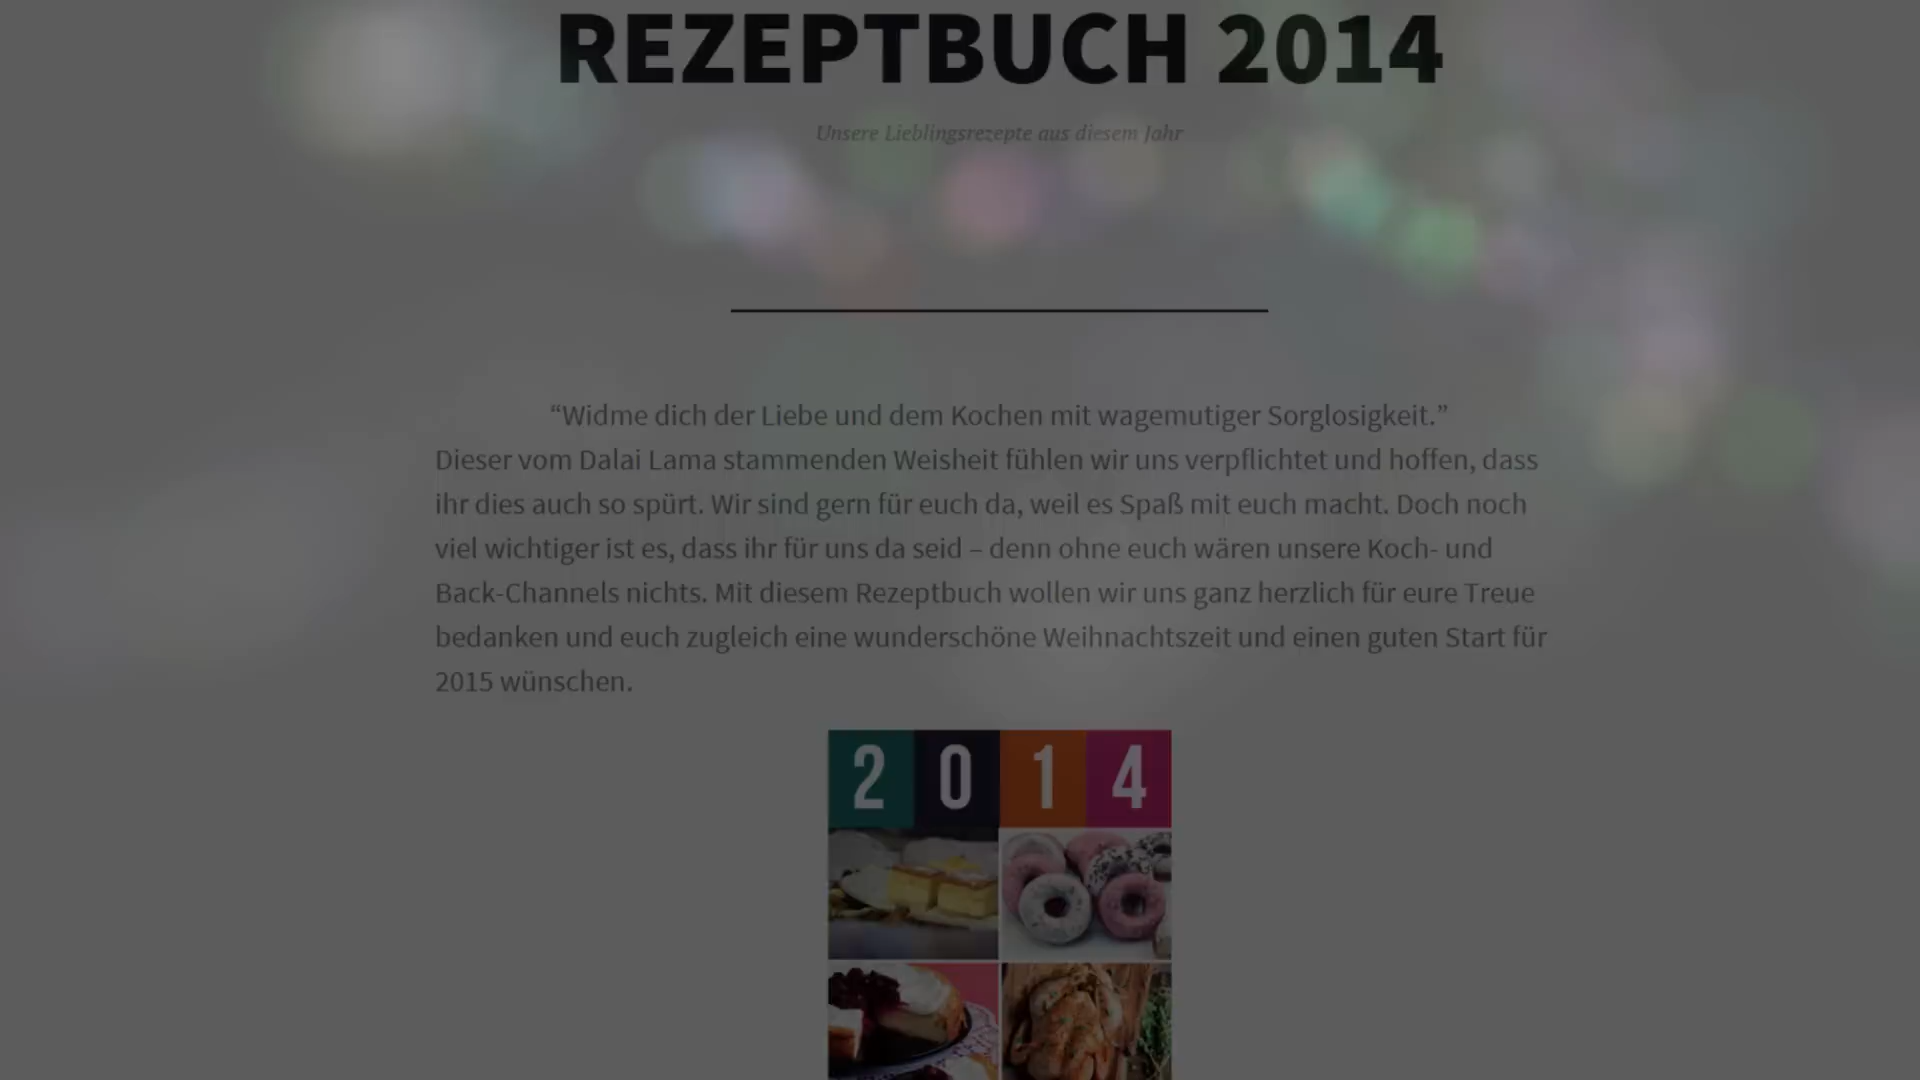 REZEPTBUCH 2014
Unsere Lieblingsrezepte aus diesem Jahr
“Widme dich der Liebe und dem Kochen mit wagemutiger Sorglosigkeit.”
Dieser vom Dalai Lama stammenden Weisheit fühlen wir uns verpflichtet und hoffen, dass
ihr dies auch so spürt. Wir sind gern für euch da, weil es Spaß mit euch macht. Doch noch
viel wichtiger ist es, dass ihr für uns da seid – denn ohne euch wären unsere Koch- und
Back-Channels nichts. Mit diesem Rezeptbuch wollen wir uns ganz herzlich für eure Treue
bedanken und euch zugleich eine wunderschöne Weihnachtszeit und einen guten Start für
2015 wünschen.
2014